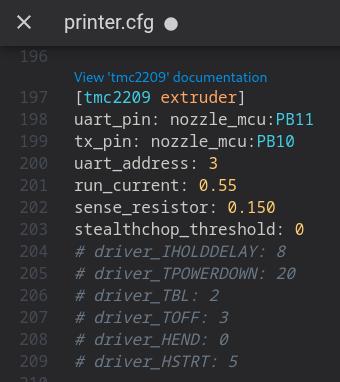 printer.cfg
196
View 'tmc2209' documentation
197 [tmc2209 extruder]
198 uart_pin: nozzle_mcu:PB11
199 tx_pin: nozzle_mcu:PB10
200 uart_address: 3
201 run_current: 0.55
202 sense_resistor: 0.150
203 stealthchop_threshold: 0
204 # driver_IHOLDDELAY: 8
205 # driver_TPOWERDOWN: 20
206 # driver_TBL: 2
207 # driver_TOFF: 3
208 # driver_HEND: 0
209 # driver_HSTRT: 5